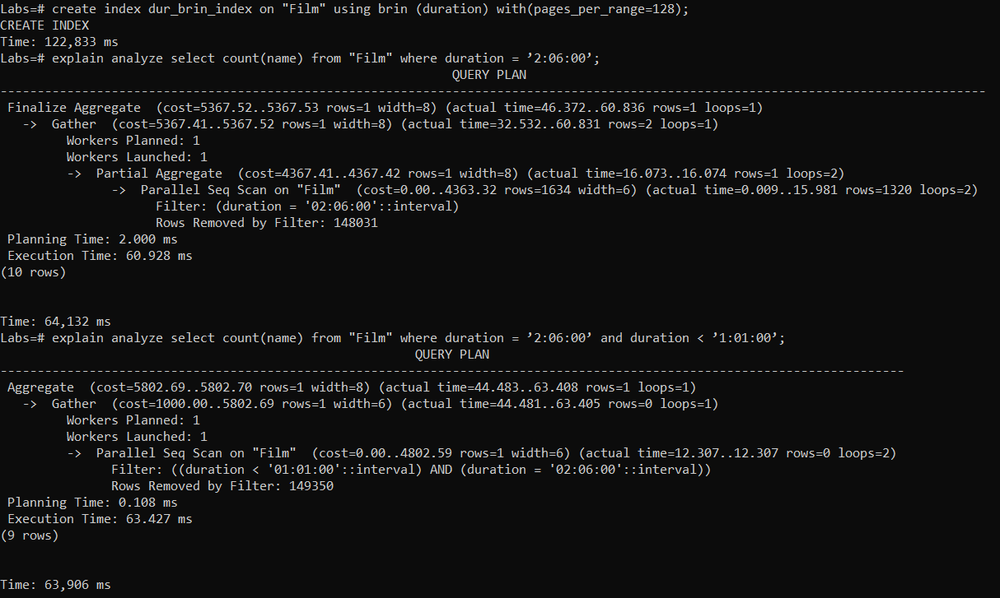 Labs=# create index dur_brin_index on "Film" using brin (duration) with(pages_per_range=128);
CREATE INDEX
Time: 122,833 ms
Labs=# explain analyze select count(name) from "Film" where duration = ’2:06:00’;
QUERY PLAN
-------------------------------------------------------------------------------------------------------------------------------------
Finalize Aggregate  (cost=5367.52..5367.53 rows=1 width=8) (actual time=46.372..60.836 rows=1 loops=1)
  ->  Gather  (cost=5367.41..5367.52 rows=1 width=8) (actual time=32.532..60.831 rows=2 loops=1)
        Workers Planned: 1
        Workers Launched: 1
        ->  Partial Aggregate  (cost=4367.41..4367.42 rows=1 width=8) (actual time=16.073..16.074 rows=1 loops=2)
              ->  Parallel Seq Scan on "Film"  (cost=0.00..4363.32 rows=1634 width=6) (actual time=0.009..15.981 rows=1320 loops=2)
                    Filter: (duration = '02:06:00'::interval)
                    Rows Removed by Filter: 148031
Planning Time: 2.000 ms
Execution Time: 60.928 ms
(10 rows)
Time: 64,132 ms
Labs=# explain analyze select count(name) from "Film" where duration = ’2:06:00’ and duration < ’1:01:00’;
QUERY PLAN
--------------------------------------------------------------------------------------------------------------------------
Aggregate  (cost=5802.69..5802.70 rows=1 width=8) (actual time=44.483..63.408 rows=1 loops=1)
  ->  Gather  (cost=1000.00..5802.69 rows=1 width=6) (actual time=44.481..63.405 rows=0 loops=1)
        Workers Planned: 1
        Workers Launched: 1
        ->  Parallel Seq Scan on "Film"  (cost=0.00..4802.59 rows=1 width=6) (actual time=12.307..12.307 rows=0 loops=2)
              Filter: ((duration < '01:01:00'::interval) AND (duration = '02:06:00'::interval))
              Rows Removed by Filter: 149350
Planning Time: 0.108 ms
Execution Time: 63.427 ms
(9 rows)
Time: 63,906 ms